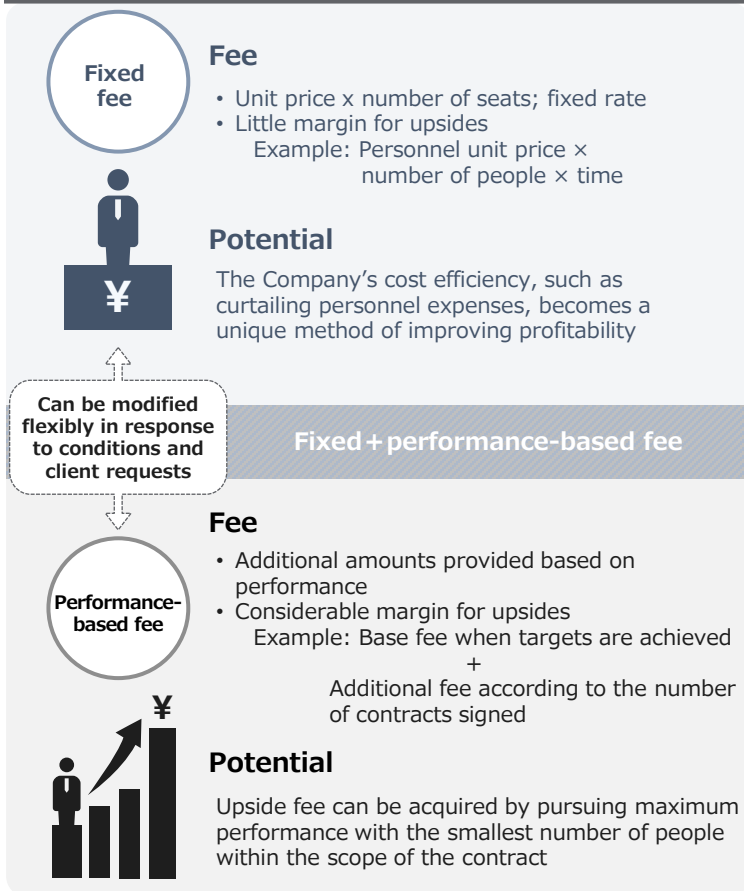 Fixed
fee
Fee
• Unit price x number of seats; fixed rate
• Little margin for upsides
Example: Personnel unit price ×
number of people × time
¥
Potential
The Company's cost efficiency, such as
curtailing personnel expenses, becomes a
unique method of improving profitability
Can be modified
flexibly in response
to conditions and
client requests
Fixed+performance-based fee
Performance-
based fee
Fee
• Additional amounts provided based on
performance
• Considerable margin for upsides
Example: Base fee when targets are achieved
+
Additional fee according to the number
of contracts signed
¥
Potential
Upside fee can be acquired by pursuing maximum
performance with the smallest number of people
within the scope of the contract